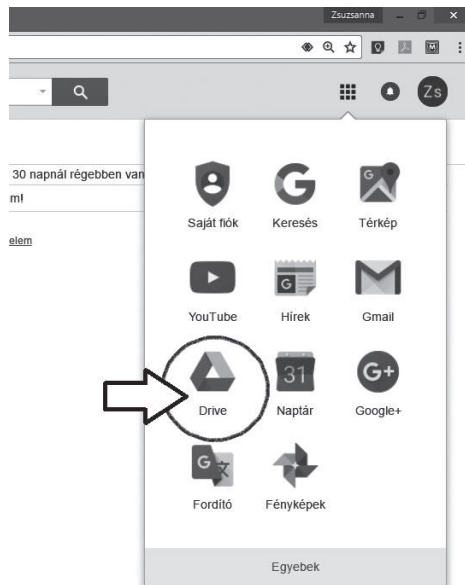 Zsuzsanna
Zs
30 napnál régebben van
m!
elem
Saját fiók Keresés Térkép
YouTube Hírek Gmail
31
G+
Drive Naptár Google+
Fordító Fényképek
Egyebek